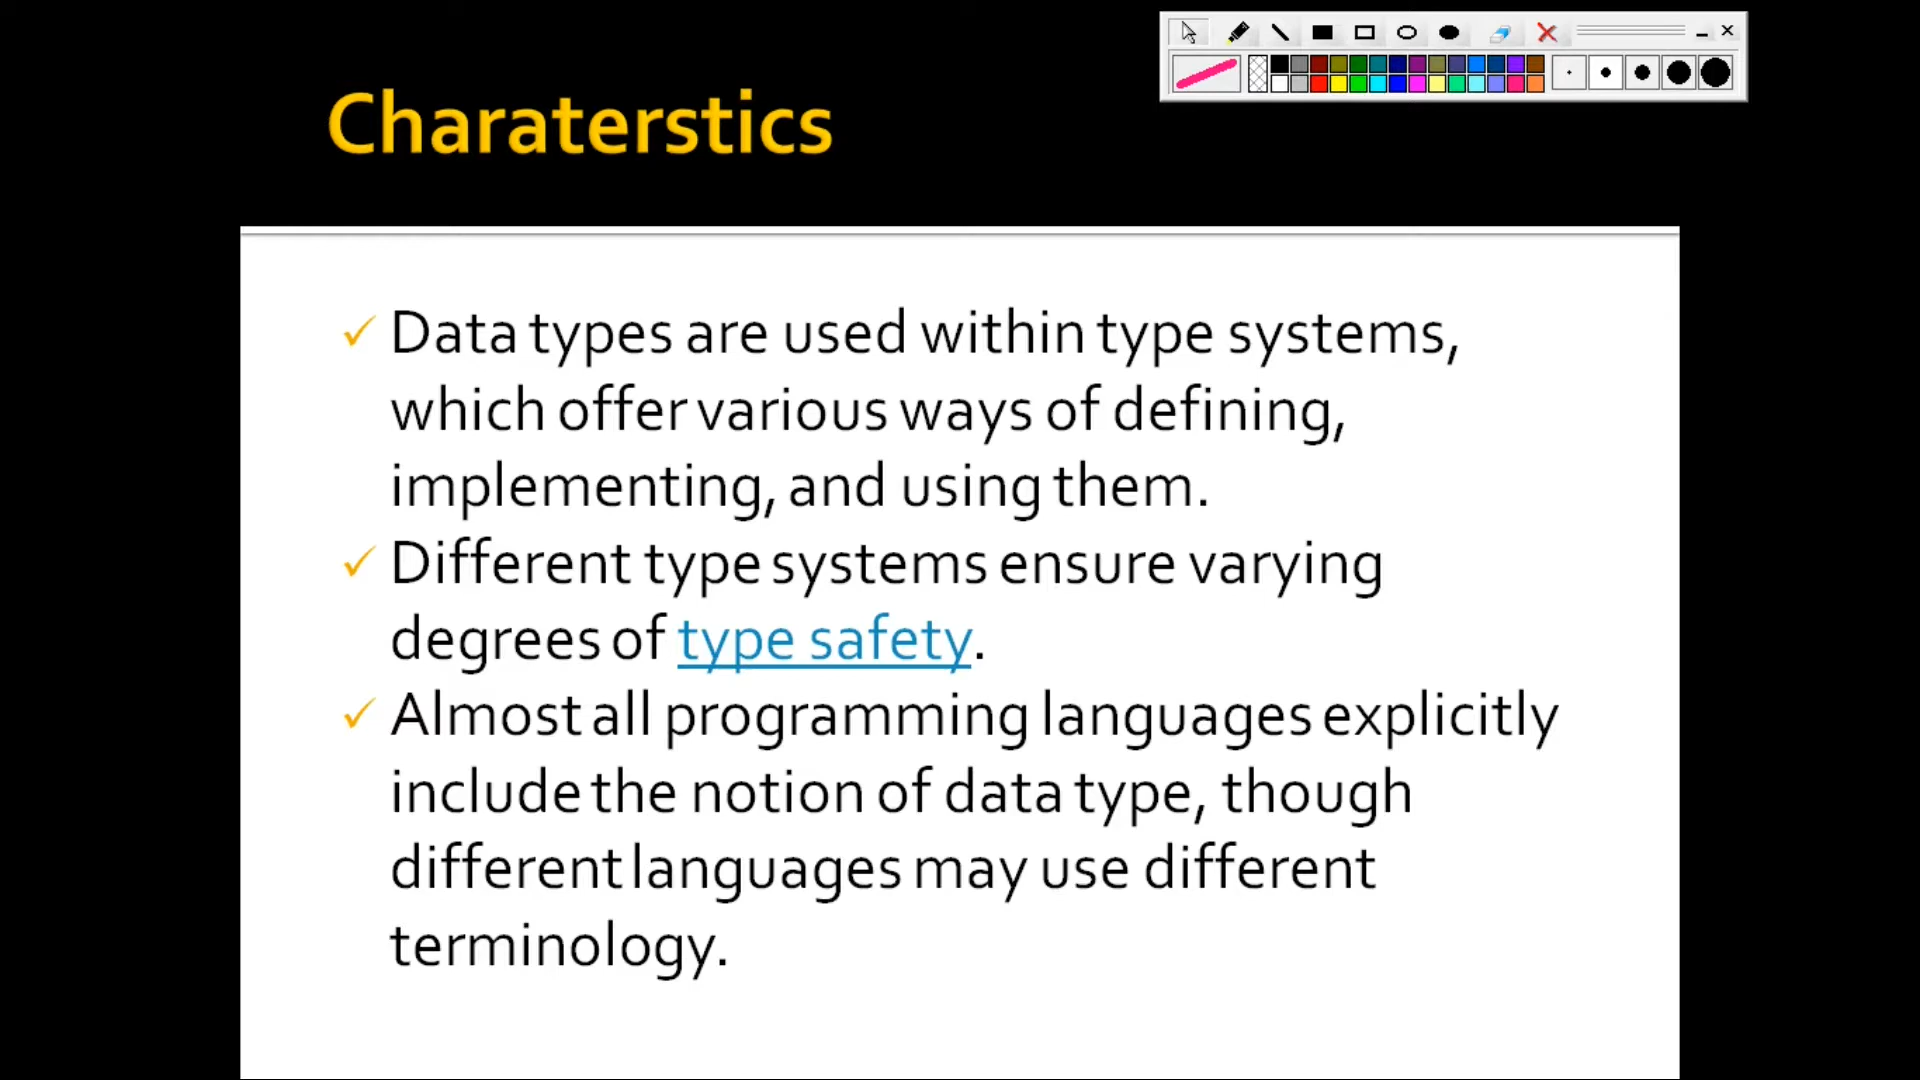 Charaterstics
Data types are used within type systems,
which offer various ways of defining,
implementing, and using them.
Different type systems ensure varying
degrees of type safety.
Almost all programming languages explicitly
include the notion of data type, though
different languages may use different
terminology.